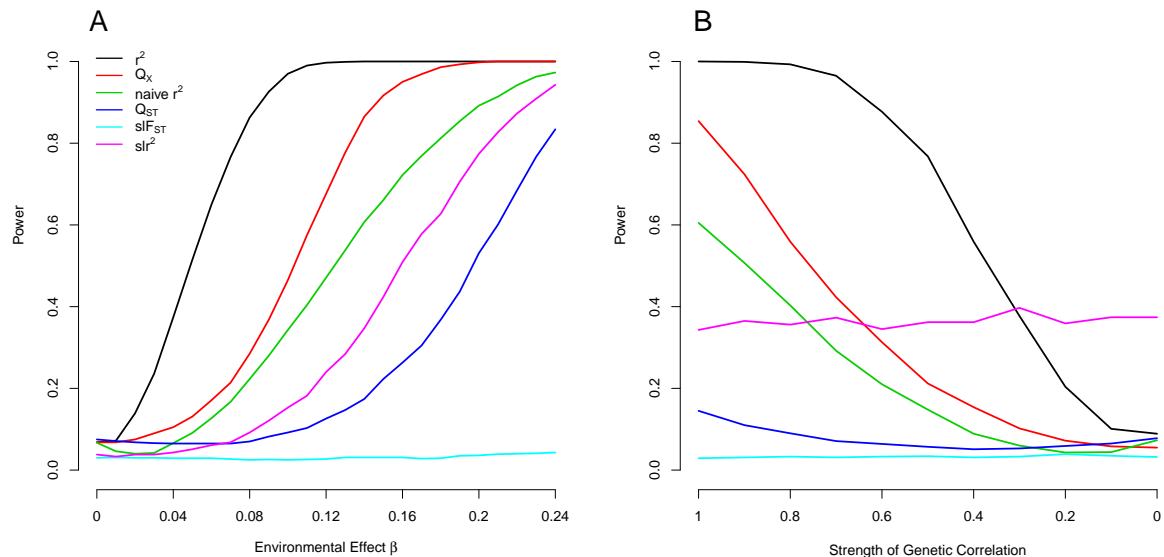 A
1.0
0.8
0.6
0.4
0.2
0.0
Power
r²
Q_X
naive r²
Q_ST
slF_ST
slr²
0 0.04 0.08 0.12 0.16 0.2 0.24
Environmental Effect β
B
1.0
0.8
0.6
0.4
0.2
0.0
Power
1 0.8 0.6 0.4 0.2 0
Strength of Genetic Correlation